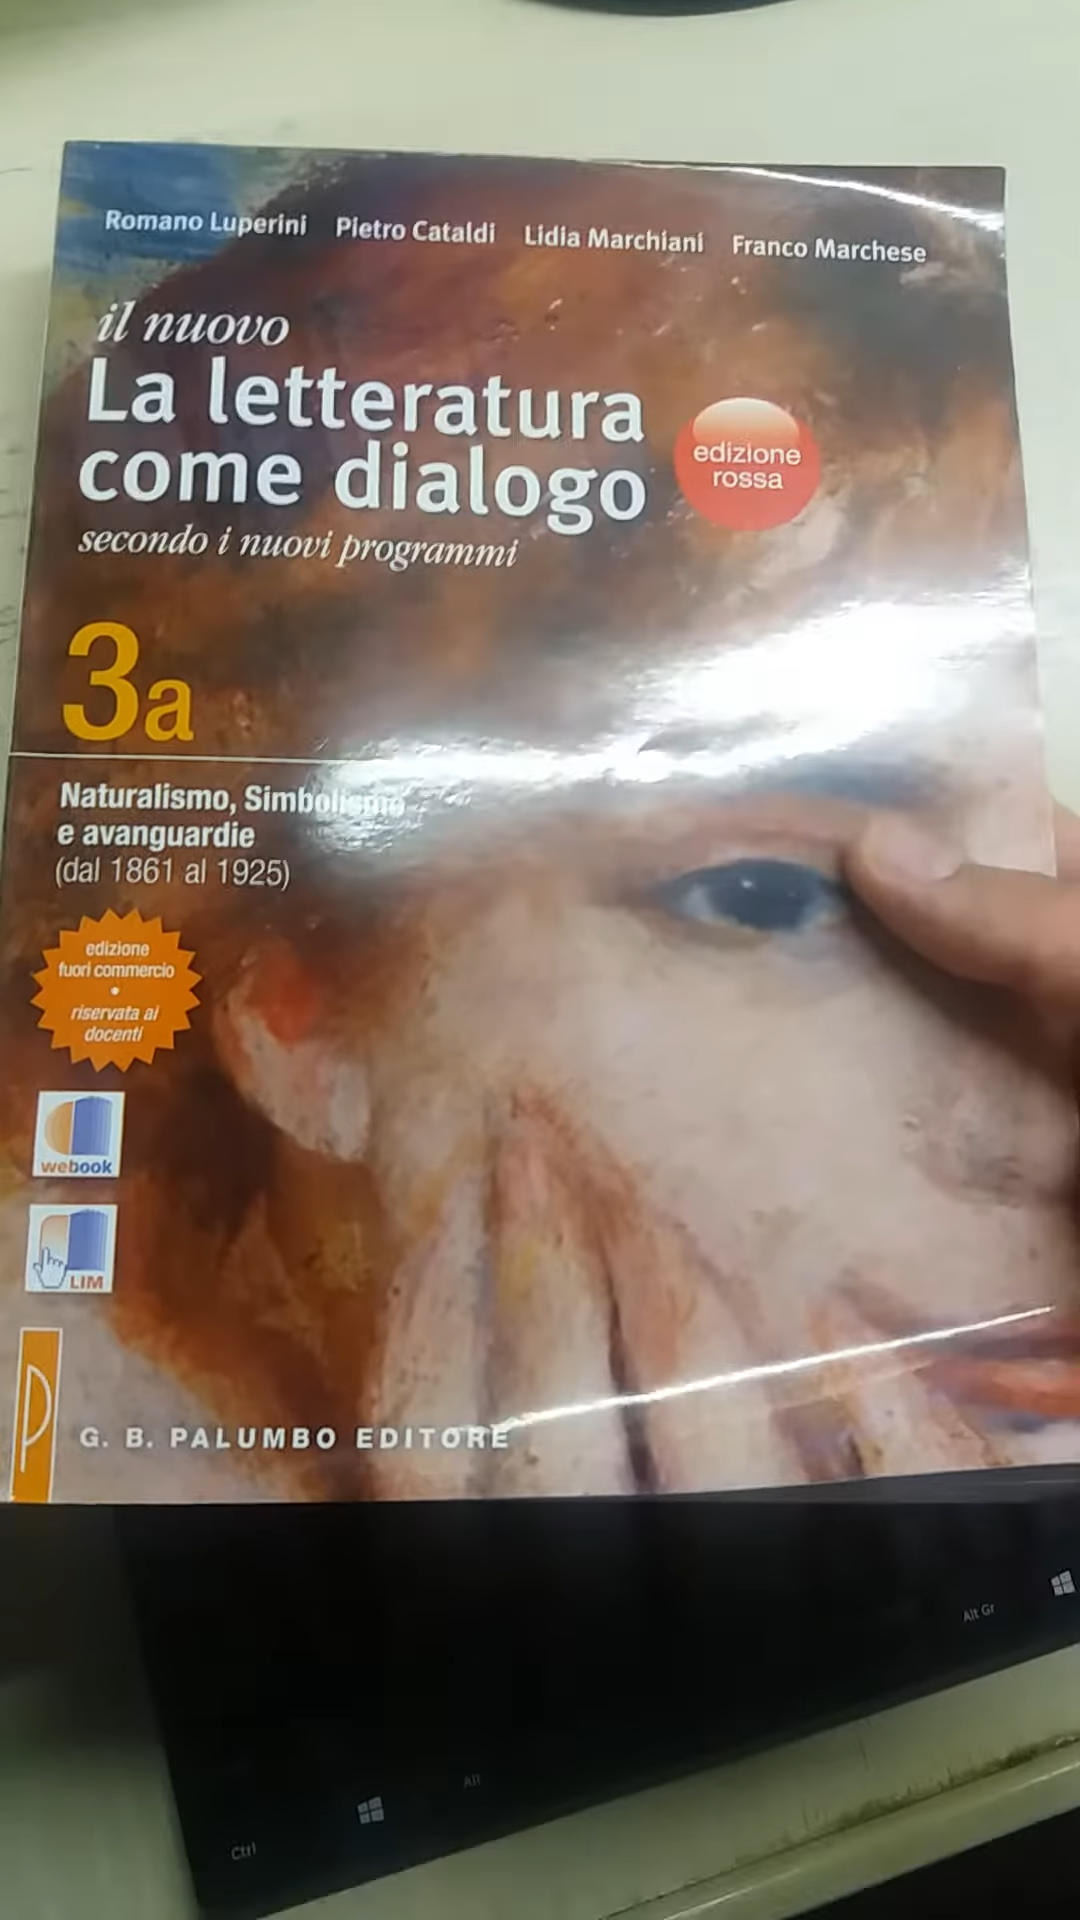 Romano Luperini Pietro Cataldi Lidia Marchiani Franco Marchese
il nuovo
La letteratura
come dialogo
secondo i nuovi programmi
edizione
rossa
3a
Naturalismo, Simbolismo
e avanguardie
(dal 1861 al 1925)
edizione
fuori commercio
•
riservata ai
docenti
webook
LIM
G. B. PALUMBO EDITORE
Alt Gr
Alt
Ctrl